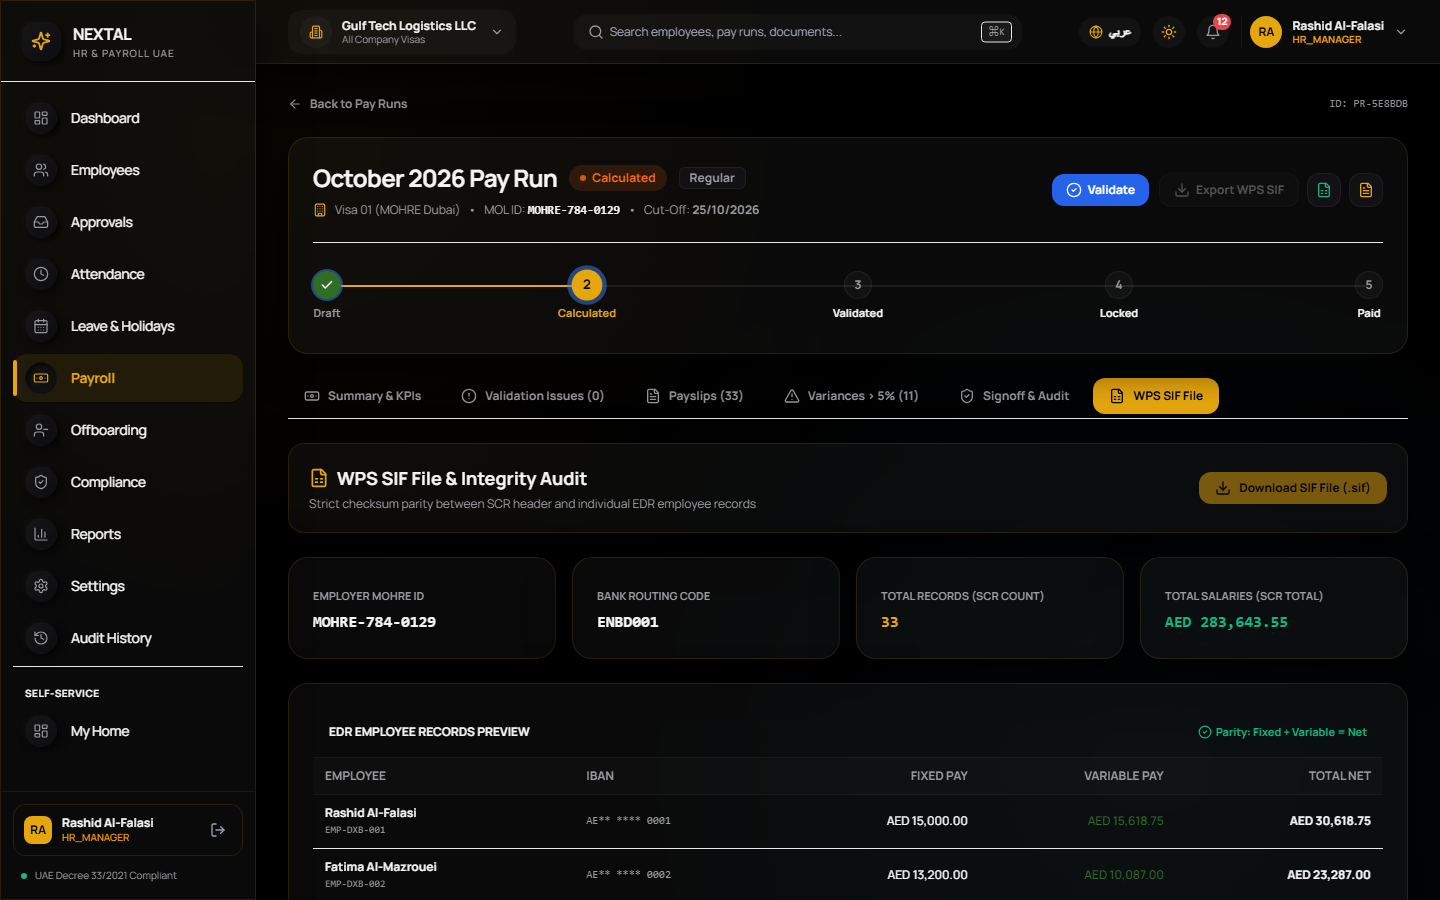 NEXTAL
HR & PAYROLL UAE
Gulf Tech Logistics LLC
All Company Visas
Search employees, pay runs, documents...
⌘K
عربي
12
RA
Rashid Al-Falasi
HR_MANAGER
Dashboard
Employees
Approvals
Attendance
Leave & Holidays
Payroll
Offboarding
Compliance
Reports
Settings
Audit History
SELF-SERVICE
My Home
RA
Rashid Al-Falasi
HR_MANAGER
UAE Decree 33/2021 Compliant
Back to Pay Runs
ID: PR-5E8BDB
October 2026 Pay Run
Calculated
Regular
Visa 01 (MOHRE Dubai) • MOL ID: MOHRE-784-0129 • Cut-Off: 25/10/2026
Validate
Export WPS SIF
2
3
4
5
Draft
Calculated
Validated
Locked
Paid
Summary & KPIs
Validation Issues (0)
Payslips (33)
Variances > 5% (11)
Signoff & Audit
WPS SIF File
WPS SIF File & Integrity Audit
Strict checksum parity between SCR header and individual EDR employee records
Download SIF File (.sif)
EMPLOYER MOHRE ID
MOHRE-784-0129
BANK ROUTING CODE
ENBD001
TOTAL RECORDS (SCR COUNT)
33
TOTAL SALARIES (SCR TOTAL)
AED 283,643.55
EDR EMPLOYEE RECORDS PREVIEW
Parity: Fixed + Variable = Net
EMPLOYEE IBAN FIXED PAY VARIABLE PAY TOTAL NET
Rashid Al-Falasi
EMP-DXB-001
AE** **** 0001 AED 15,000.00 AED 15,618.75 AED 30,618.75
Fatima Al-Mazrouei
EMP-DXB-002
AE** **** 0002 AED 13,200.00 AED 10,087.00 AED 23,287.00